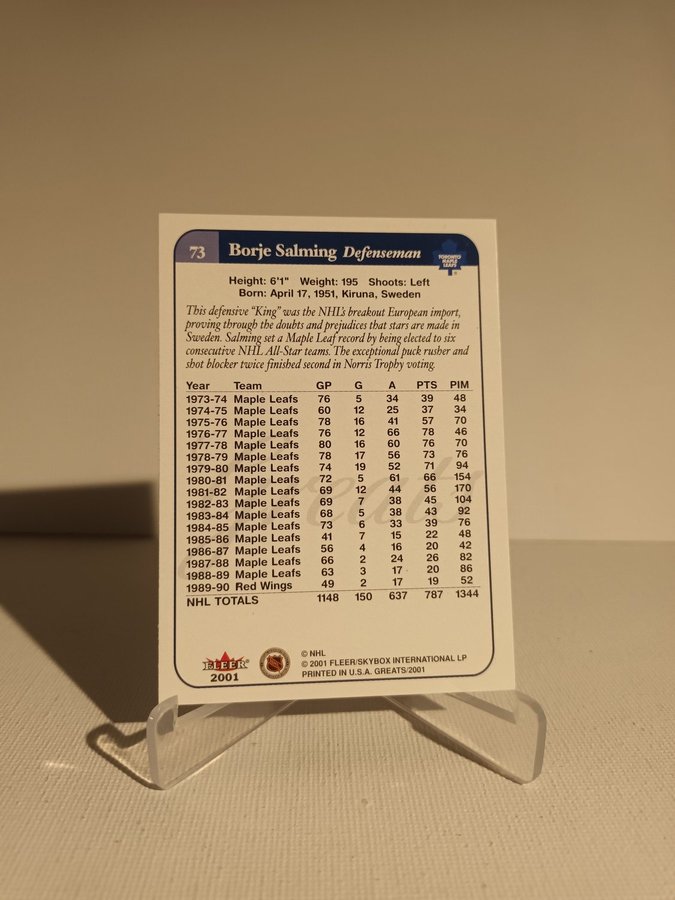 73 Borje Salming Defenseman
TORONTO
MAPLE
LEAFS
Height: 6'1" Weight: 195 Shoots: Left
Born: April 17, 1951, Kiruna, Sweden
This defensive "King" was the NHL's breakout European import,
proving through the doubts and prejudices that stars are made in
Sweden. Salming set a Maple Leaf record by being elected to six
consecutive NHL All-Star teams. The exceptional puck rusher and
shot blocker twice finished second in Norris Trophy voting.
Year Team GP G A PTS PIM
1973-74 Maple Leafs 76 5 34 39 48
1974-75 Maple Leafs 60 12 25 37 34
1975-76 Maple Leafs 78 16 41 57 70
1976-77 Maple Leafs 76 12 66 78 46
1977-78 Maple Leafs 80 16 60 76 70
1978-79 Maple Leafs 78 17 56 73 76
1979-80 Maple Leafs 74 19 52 71 94
1980-81 Maple Leafs 72 5 61 66 154
1981-82 Maple Leafs 69 12 44 56 170
1982-83 Maple Leafs 69 7 38 45 104
1983-84 Maple Leafs 68 5 38 43 92
1984-85 Maple Leafs 73 6 33 39 76
1985-86 Maple Leafs 41 7 15 22 48
1986-87 Maple Leafs 56 4 16 20 42
1987-88 Maple Leafs 66 2 24 26 82
1988-89 Maple Leafs 63 3 17 20 86
1989-90 Red Wings 49 2 17 19 52
NHL TOTALS 1148 150 637 787 1344
FLEER®
2001
© NHL
© 2001 FLEER/SKYBOX INTERNATIONAL LP
PRINTED IN U.S.A. GREATS/2001